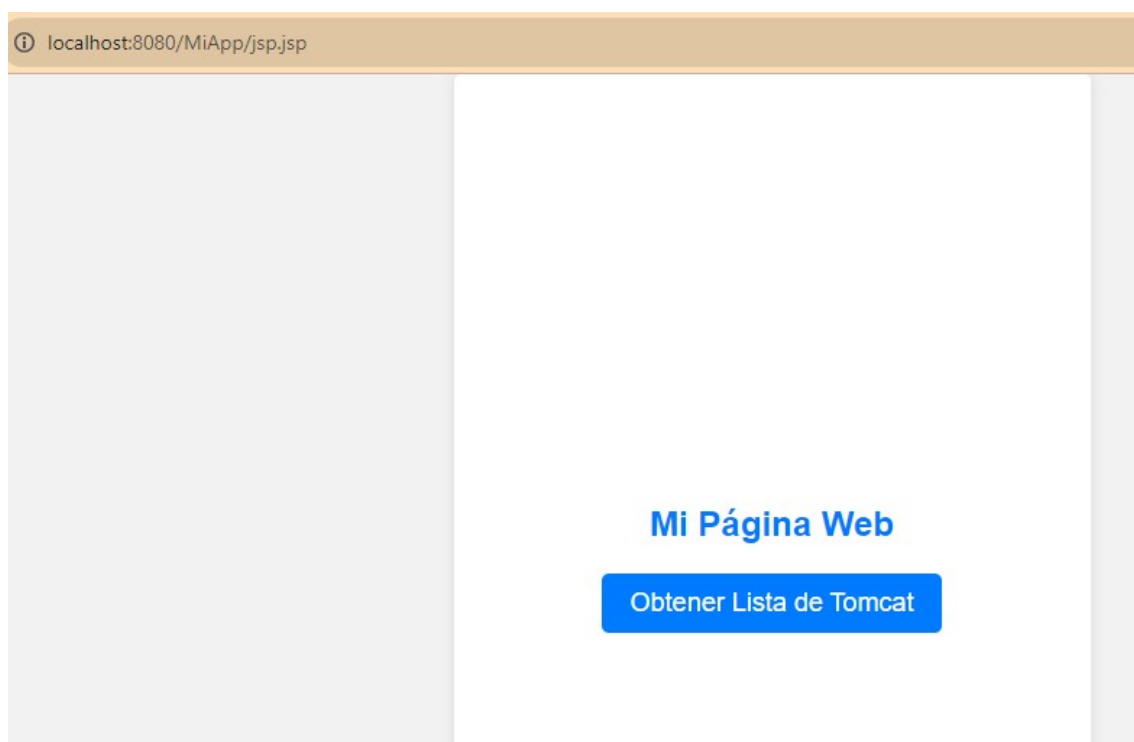 localhost:8080/MiApp/jsp.jsp
Mi Página Web
Obtener Lista de Tomcat